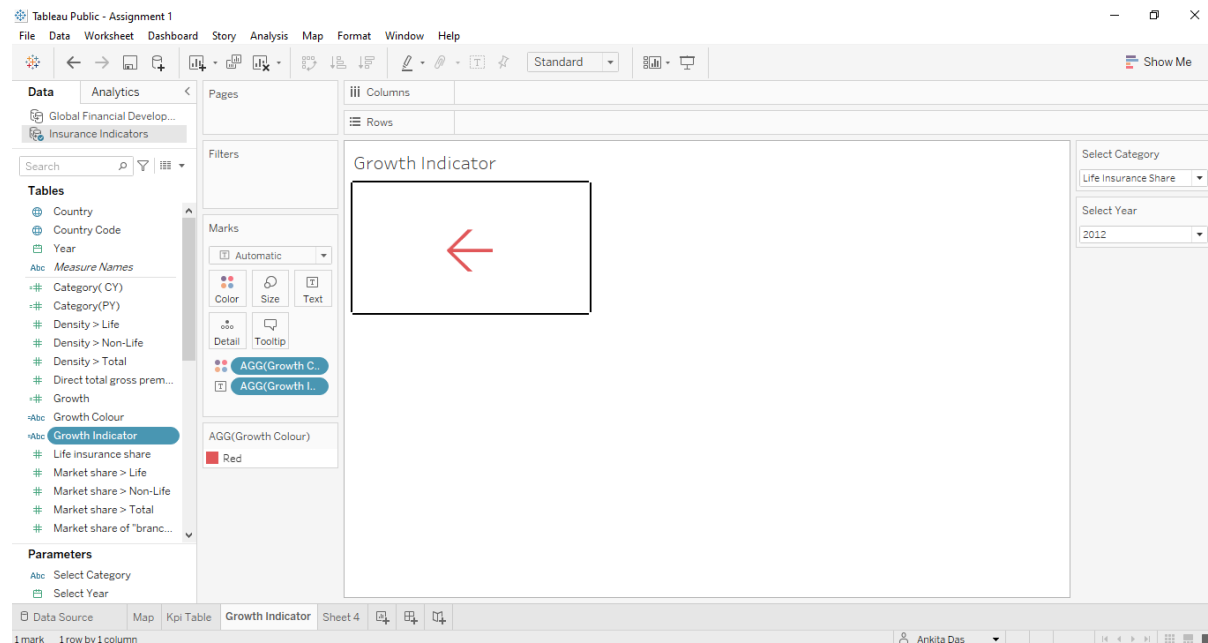 Tableau Public - Assignment 1
File Data Worksheet Dashboard Story Analysis Map Format Window Help
Standard
Show Me
Data Analytics
Global Financial Develop...
Insurance Indicators
Search
Tables
Country
Country Code
Year
Abc Measure Names
=# Category( CY)
=# Category(PY)
# Density > Life
# Density > Non-Life
# Density > Total
# Direct total gross prem...
=# Growth
=Abc Growth Colour
=Abc Growth Indicator
# Life insurance share
# Market share > Life
# Market share > Non-Life
# Market share > Total
# Market share of "branc...
Parameters
Abc Select Category
Select Year
Pages
Filters
Marks
T Automatic
Color Size Text
Detail Tooltip
AGG(Growth C..
T AGG(Growth I..
AGG(Growth Colour)
Red
iii Columns
Rows
Growth Indicator
Select Category
Life Insurance Share
Select Year
2012
Data Source Map Kpi Table Growth Indicator Sheet 4
1 mark 1 row by 1 column
Ankita Das